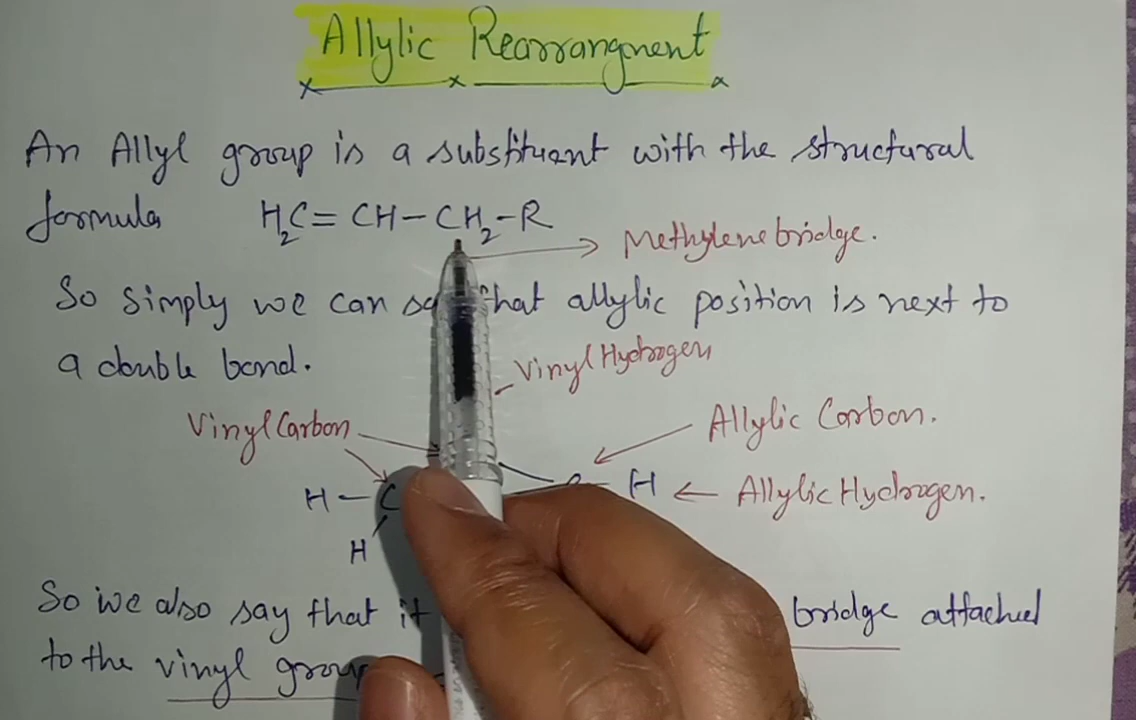 Allylic Rearrangment
An Allyl group is a substituent with the structural
formula H₂C=CH-CH₂-R
Methylene bridge.
So simply we can that allylic position is next to
a double bond.
Vinyl Hydrogen
Vinyl Carbon
Allylic Carbon.
H-C H ← Allylic Hydrogen.
H
So we also say that it bridge attached
to the vinyl group